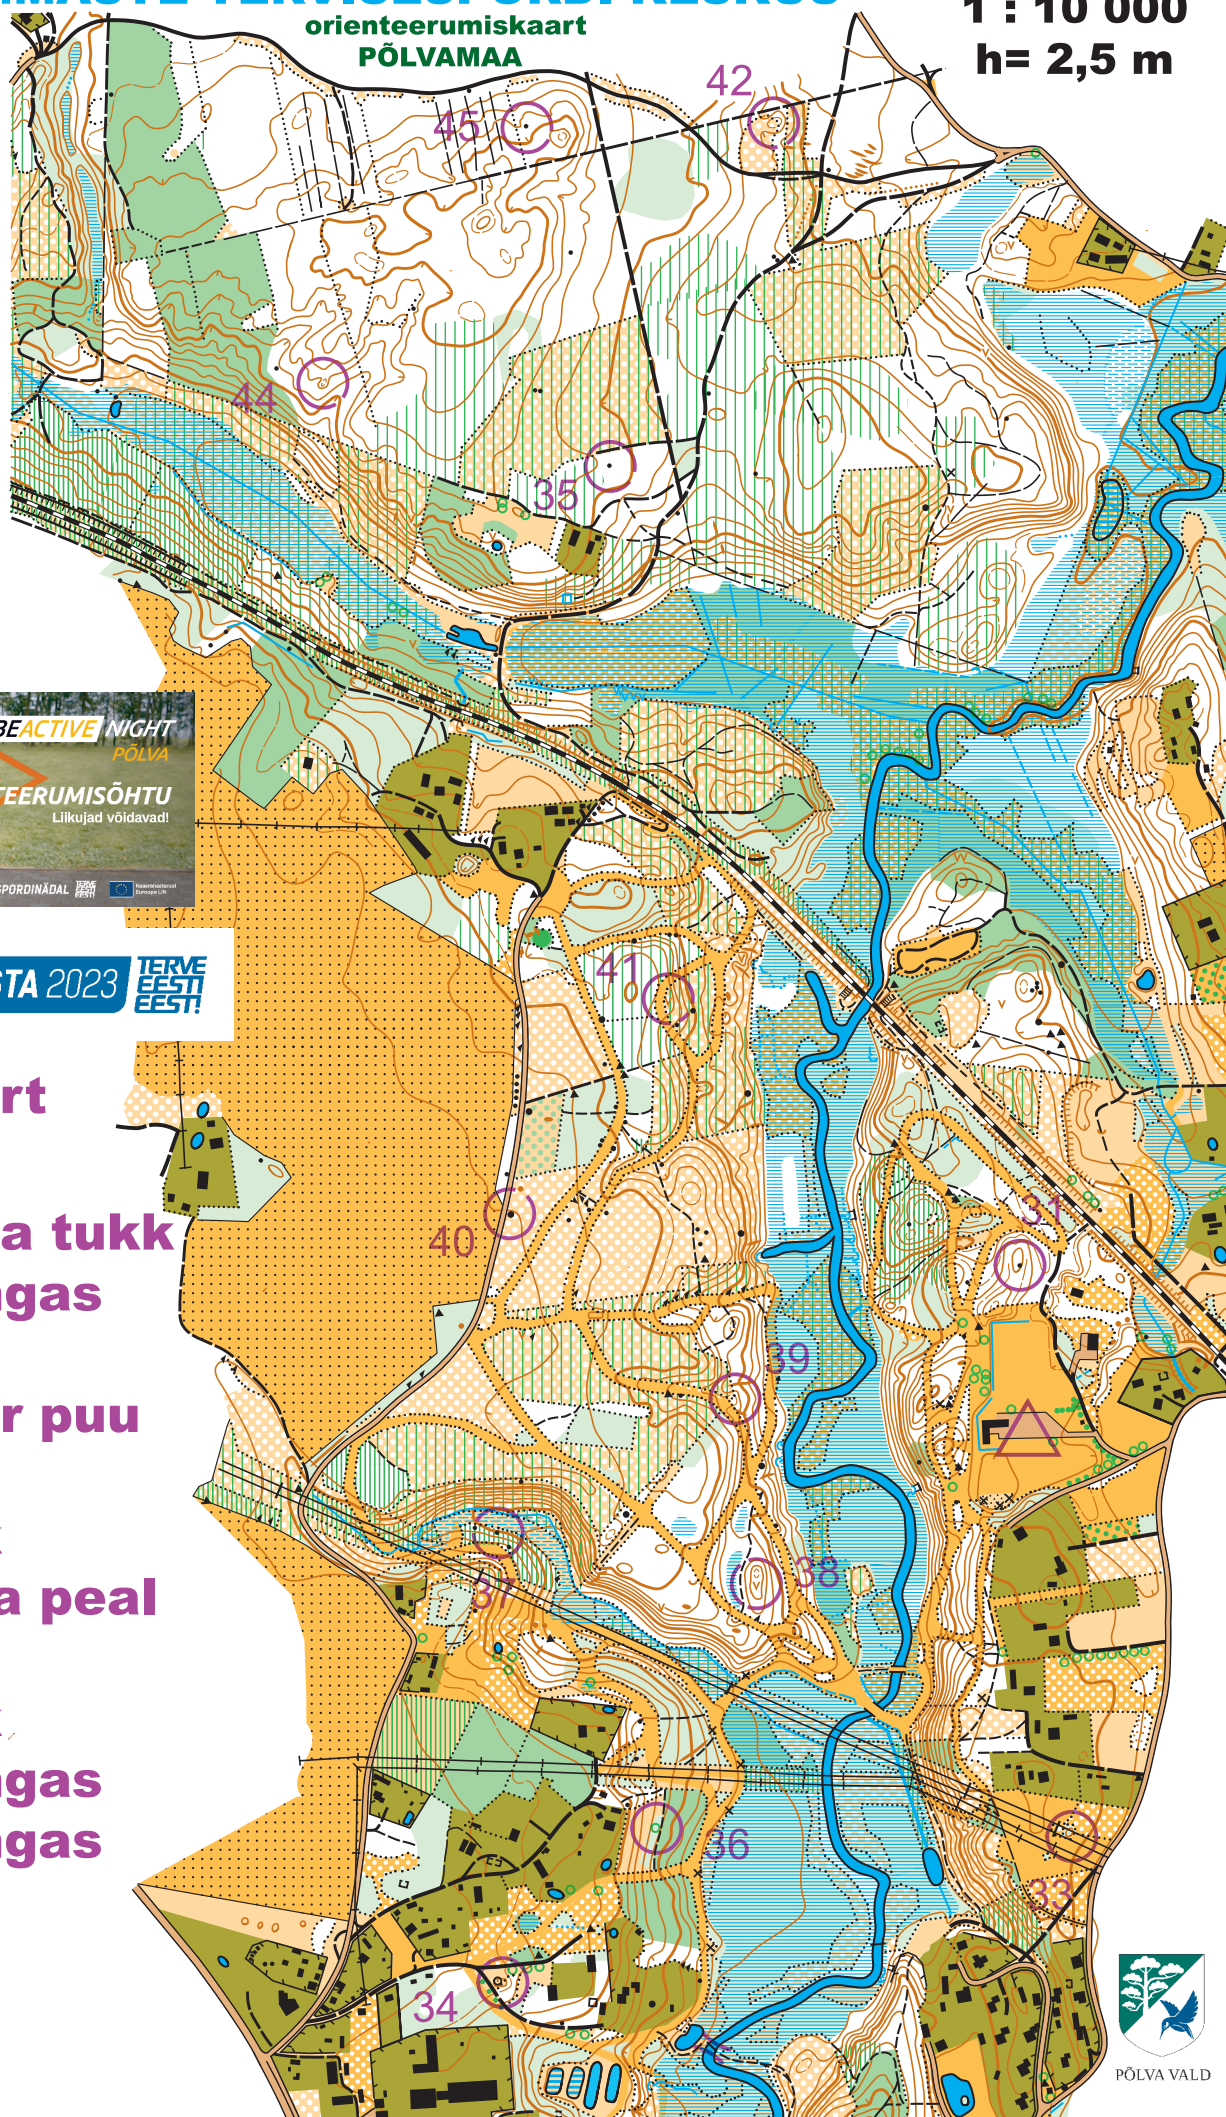 orienteerumiskaart
PÕLVAMAA
1 : 10 000
h= 2,5 m
42
45
44
35
BEACTIVE NIGHT
PÕLVA
Liikujad võidavad!
TERVE
EESTI
2023
TERVE
EESTI
EESTI!
41
rt
31
40
a tukk
gas
39
r puu
38
37
a peal
gas
36
gas
33
34
PÕLVA VALD